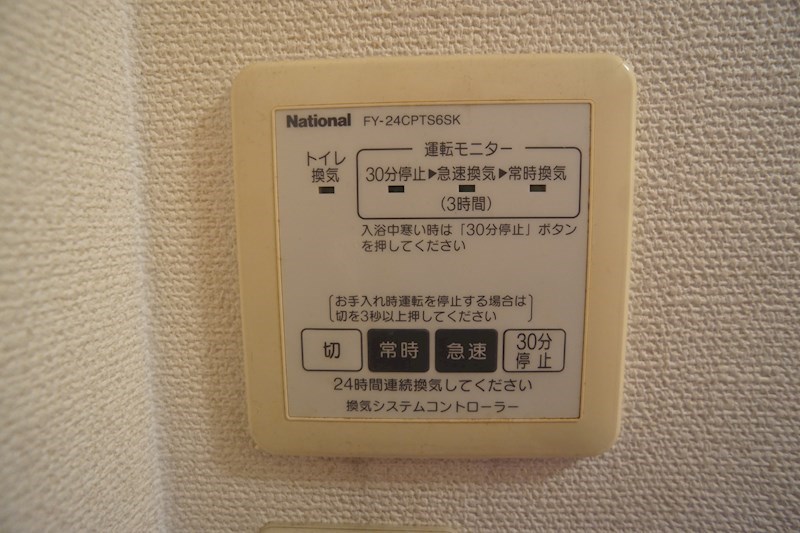 National FY-24CPTS6SK
運転モニター
トイレ
換気
30分停止▶急速換気▶常時換気
(3時間)
入浴中寒い時は「30分停止」ボタン
を押してください
お手入れ時運転を停止する場合は
切を3秒以上押してください
切 常時 急速 30分
停止
24時間連続換気してください
換気システムコントローラー